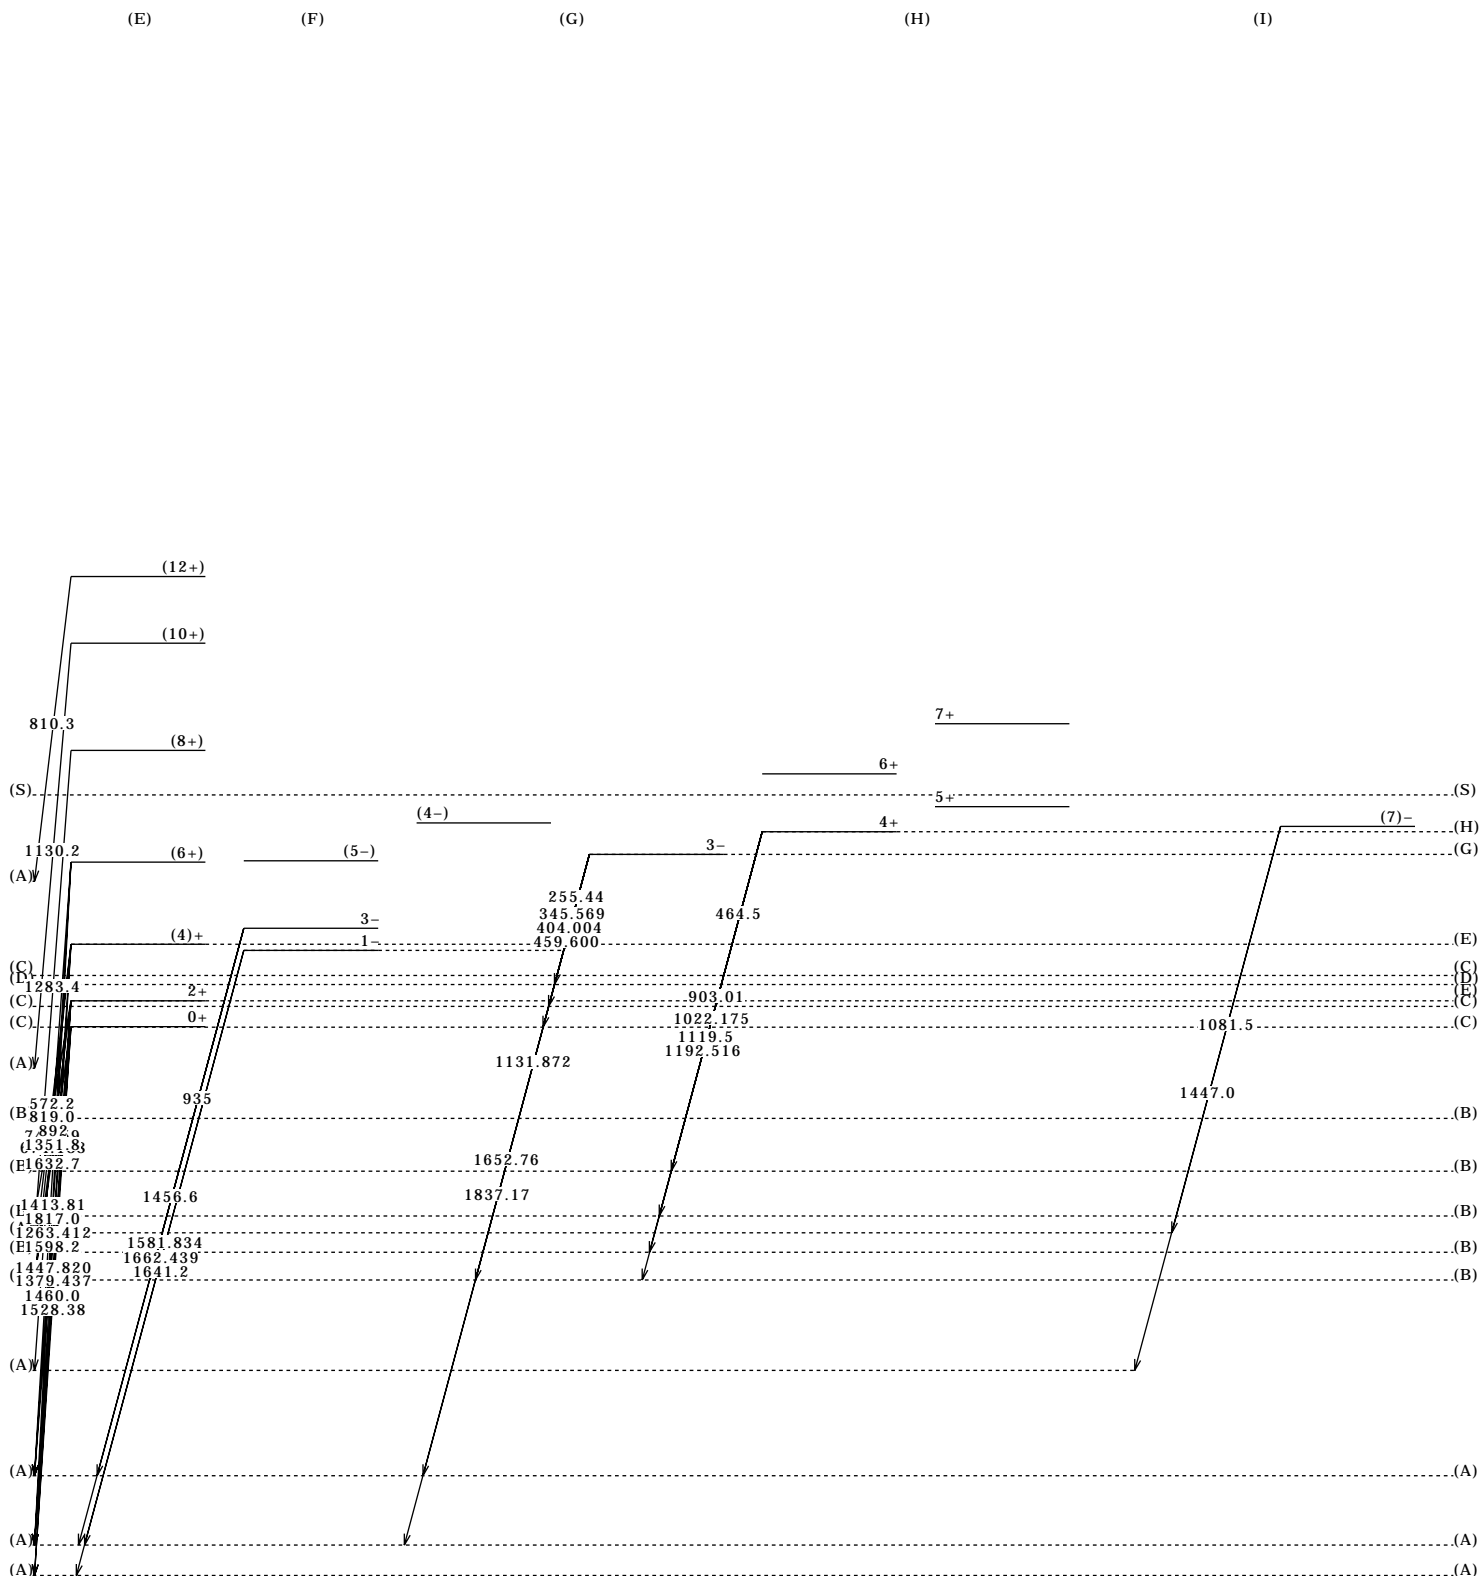 (E) (F) (G) (H) (I)
(12+)
(10+)
7+
810.3
(8+)
6+
(S) (S)
5+
(4-)
(7)-
4+
(H)
3-
(G)
1130.2
(6+)
(5-)
(A)
255.44
345.569
464.5
3-
404.004
(4)+
1-
459.600
(E)
(C) (C)
(D)
1283.4
2+
(E)
903.01
(C) (C)
0+
1022.175
(C) (C)
1081.5
1119.5
1192.516
(A)
1131.872
1447.0
935
572.2
(B) (B)
819.0
892
1351.8
1632.7
1652.76
(B)
1837.17
1456.6
1413.81
(B)
1817.0
1263.412
1581.834
1598.2
(B)
1662.439
1447.820
1641.2
(B)
1379.437
1460.0
1528.38
(A)
(A) (A)
(A) (A)
(A) (A)